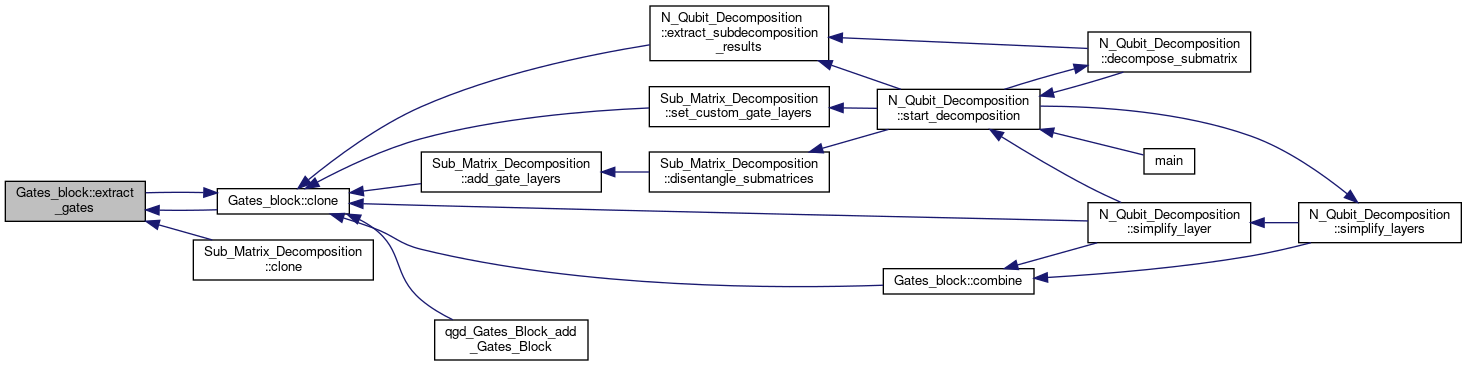 Gates_block::extract
_gates
Gates_block::clone
Sub_Matrix_Decomposition
::clone
Sub_Matrix_Decomposition
::add_gate_layers
qgd_Gates_Block_add
_Gates_Block
N_Qubit_Decomposition
::extract_subdecomposition
_results
Sub_Matrix_Decomposition
::set_custom_gate_layers
Sub_Matrix_Decomposition
::disentangle_submatrices
N_Qubit_Decomposition
::start_decomposition
Gates_block::combine
N_Qubit_Decomposition
::decompose_submatrix
main
N_Qubit_Decomposition
::simplify_layer
N_Qubit_Decomposition
::simplify_layers